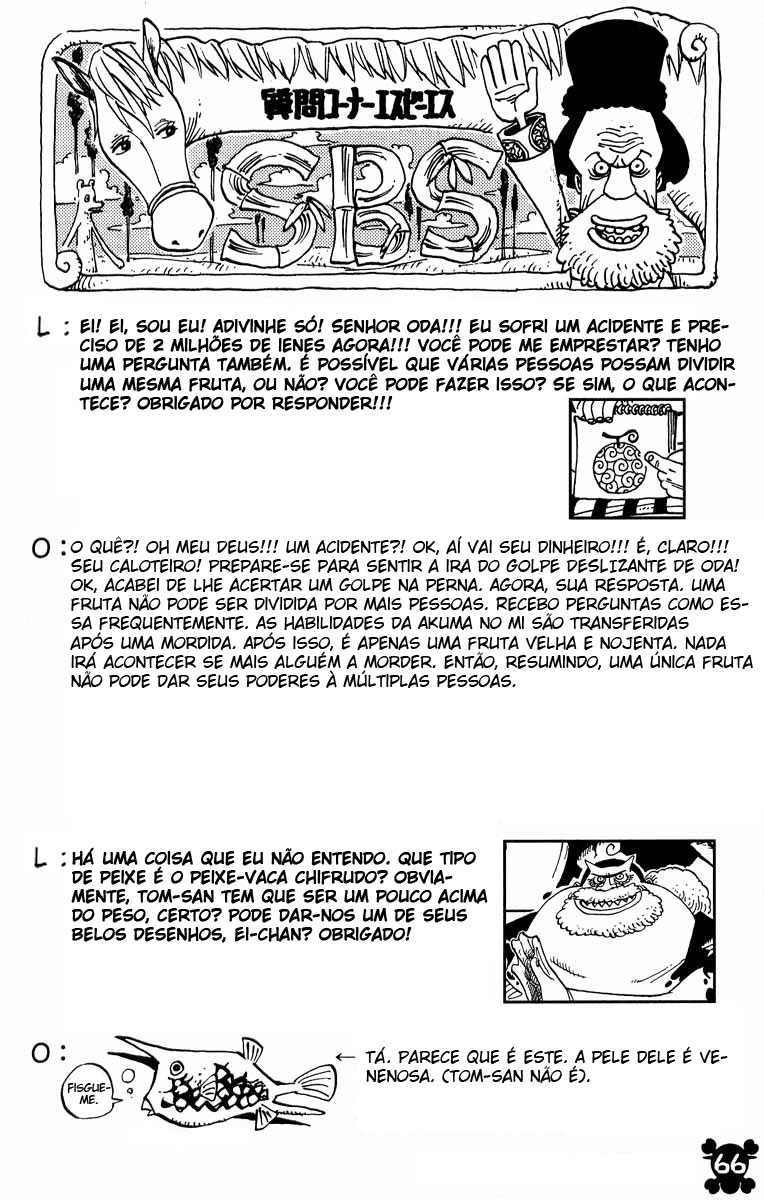 質問コーナーエスビーエス
SBS
L: EI! EI, SOU EU! ADIVINHE SÓ! SENHOR ODA!!! EU SOFRI UM ACIDENTE E PRE-
CISO DE 2 MILHÕES DE IENES AGORA!!! VOCÊ PODE ME EMPRESTAR? TENHO
UMA PERGUNTA TAMBÉM. É POSSÍVEL QUE VÁRIAS PESSOAS POSSAM DIVIDIR
UMA MESMA FRUTA, OU NÃO? VOCÊ PODE FAZER ISSO? SE SIM, O QUE ACON-
TECE? OBRIGADO POR RESPONDER!!!
O: O QUÊ?! OH MEU DEUS!!! UM ACIDENTE?! OK, AÍ VAI SEU DINHEIRO!!! É, CLARO!!!
SEU CALOTEIRO! PREPARE-SE PARA SENTIR A IRA DO GOLPE DESLIZANTE DE ODA!
OK, ACABEI DE LHE ACERTAR UM GOLPE NA PERNA. AGORA, SUA RESPOSTA. UMA
FRUTA NÃO PODE SER DIVIDIDA POR MAIS PESSOAS. RECEBO PERGUNTAS COMO ES-
SA FREQUENTEMENTE. AS HABILIDADES DA AKUMA NO MI SÃO TRANSFERIDAS
APÓS UMA MORDIDA. APÓS ISSO, É APENAS UMA FRUTA VELHA E NOJENTA. NADA
IRÁ ACONTECER SE MAIS ALGUÉM A MORDER. ENTÃO, RESUMINDO, UMA ÚNICA FRUTA
NÃO PODE DAR SEUS PODERES À MÚLTIPLAS PESSOAS.
L: HÁ UMA COISA QUE EU NÃO ENTENDO. QUE TIPO
DE PEIXE É O PEIXE-VACA CHIFRUDO? OBVIA-
MENTE, TOM-SAN TEM QUE SER UM POUCO ACIMA
DO PESO, CERTO? PODE DAR-NOS UM DE SEUS
BELOS DESENHOS, EI-CHAN? OBRIGADO!
O:
FISGUE-
ME.
← TÁ. PARECE QUE É ESTE. A PELE DELE É VE-
NENOSA. (TOM-SAN NÃO É).
66